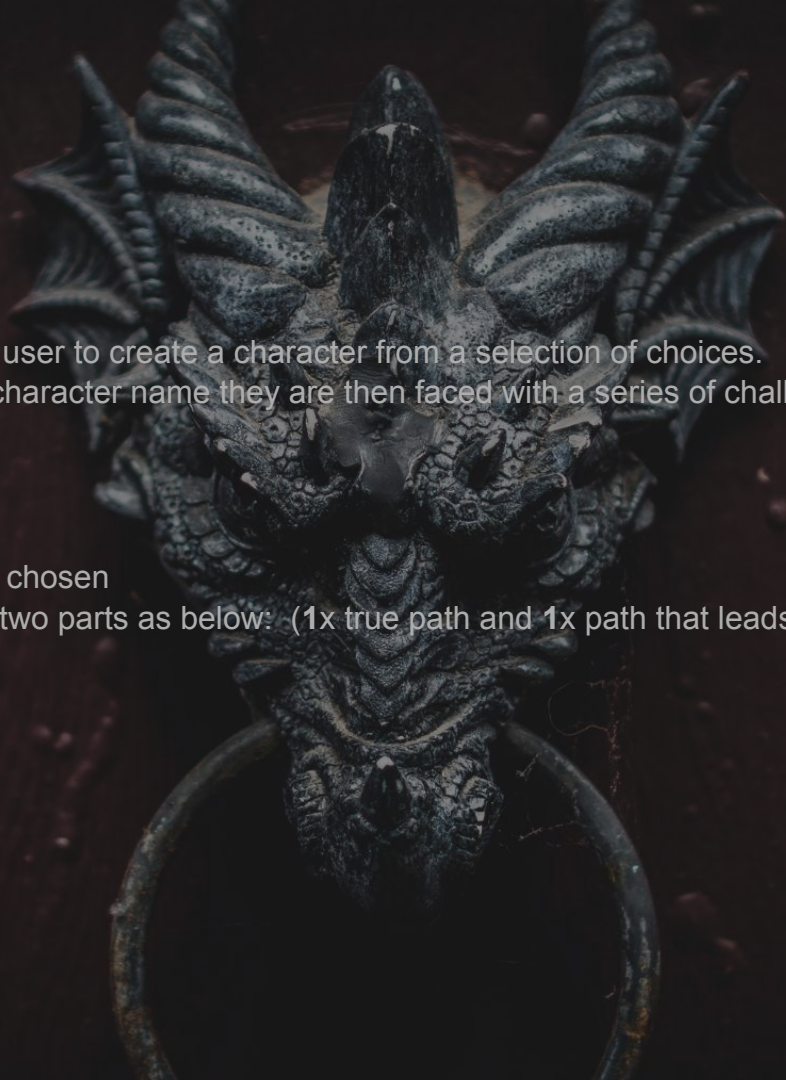 user to create a character from a selection of choices.
character name they are then faced with a series of chall
chosen
two parts as below: (1x true path and 1x path that leads